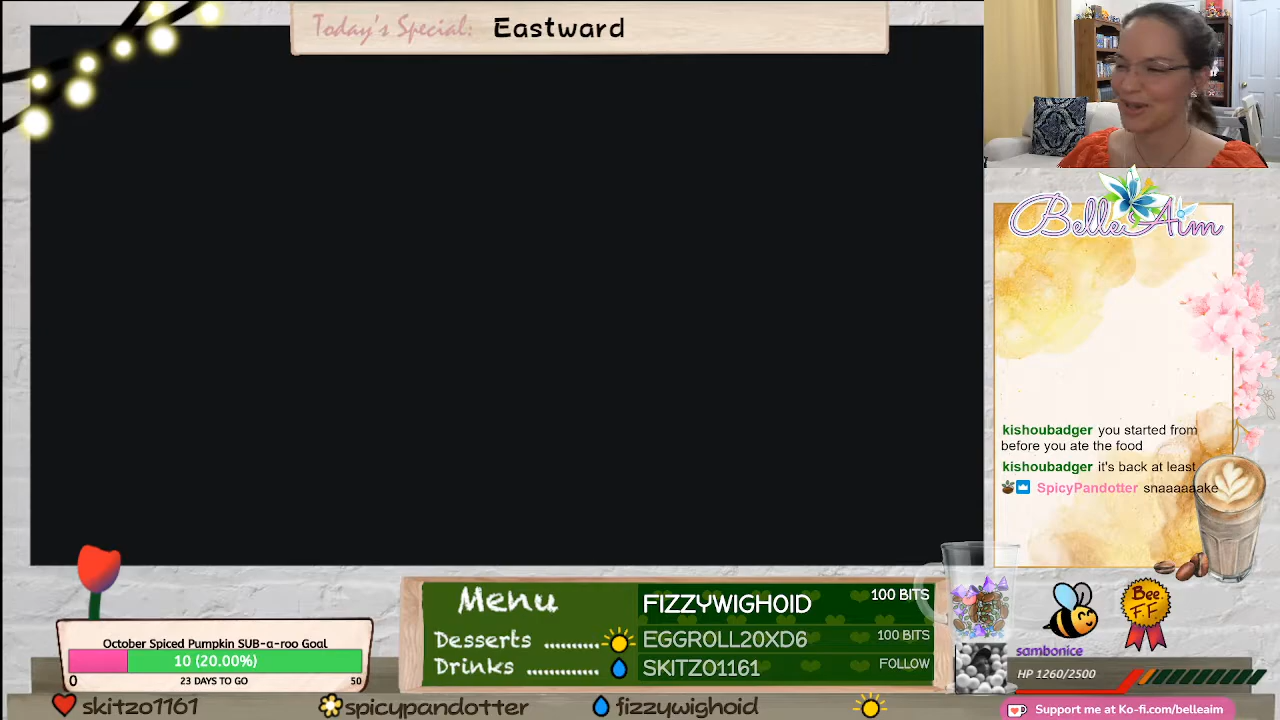 Today's Special: Eastward
BelleAim
kishoubadger you started from
before you ate the food
kishoubadger it's back at least
SpicyPandotter snaaaaaake
Menu
Desserts ..........
Drinks ..............
FIZZYWIGHOID 100 BITS
EGGROLL20XD6 100 BITS
SKITZO1161 FOLLOW
Bee
FF
sambonice
HP 1260/2500
October Spiced Pumpkin SUB-a-roo Goal
10 (20.00%)
0 23 DAYS TO GO 50
skitzo1161 spicypandotter fizzywighoid
Support me at Ko-fi.com/belleaim